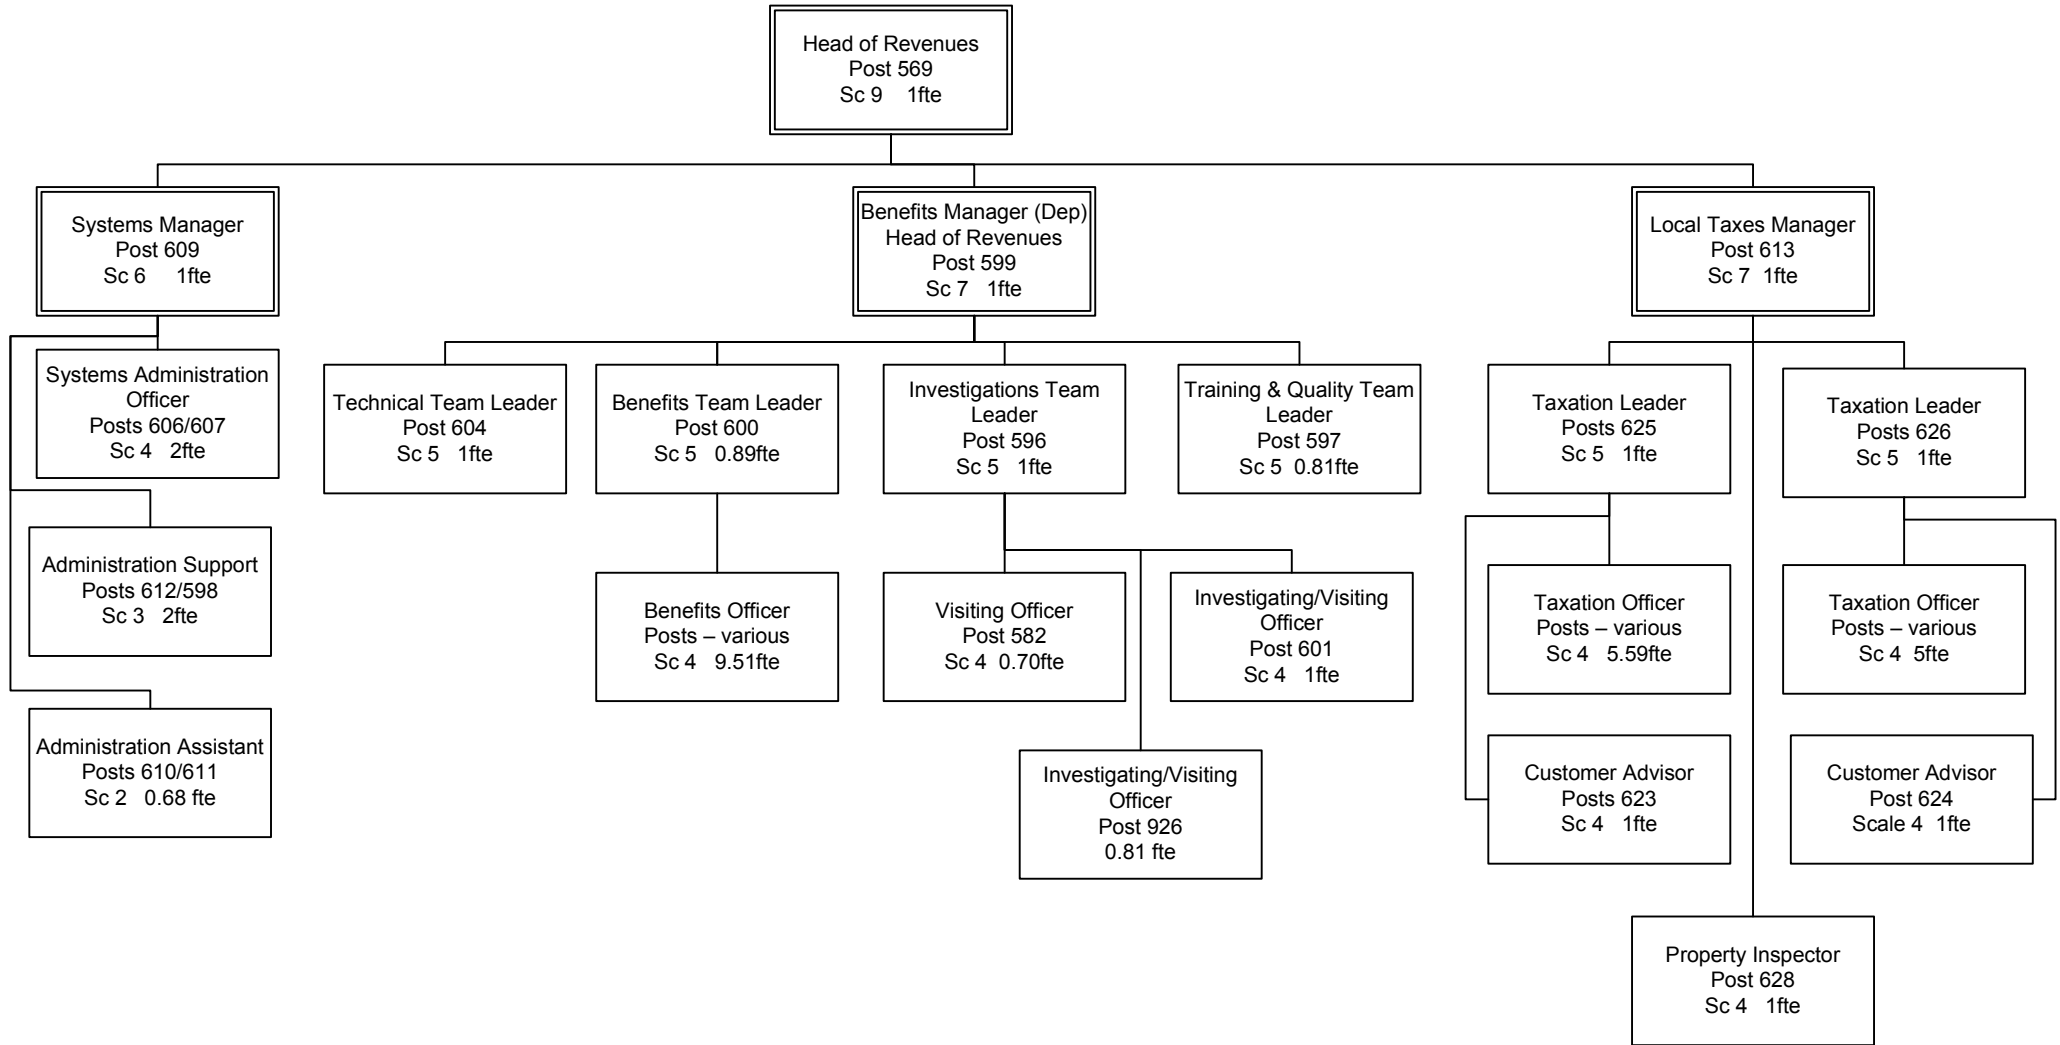 Head of Revenues
Post 569
Sc 9 1fte
Systems Manager
Post 609
Sc 6 1fte
Benefits Manager (Dep)
Head of Revenues
Post 599
Sc 7 1fte
Local Taxes Manager
Post 613
Sc 7 1fte
Systems Administration
Officer
Posts 606/607
Sc 4 2fte
Technical Team Leader
Post 604
Sc 5 1fte
Benefits Team Leader
Post 600
Sc 5 0.89fte
Investigations Team
Leader
Post 596
Sc 5 1fte
Training & Quality Team
Leader
Post 597
Sc 5 0.81fte
Taxation Leader
Posts 625
Sc 5 1fte
Taxation Leader
Posts 626
Sc 5 1fte
Administration Support
Posts 612/598
Sc 3 2fte
Benefits Officer
Posts – various
Sc 4 9.51fte
Visiting Officer
Post 582
Sc 4 0.70fte
Investigating/Visiting
Officer
Post 601
Sc 4 1fte
Taxation Officer
Posts – various
Sc 4 5.59fte
Taxation Officer
Posts – various
Sc 4 5fte
Administration Assistant
Posts 610/611
Sc 2 0.68 fte
Investigating/Visiting
Officer
Post 926
0.81 fte
Customer Advisor
Posts 623
Sc 4 1fte
Customer Advisor
Post 624
Scale 4 1fte
Property Inspector
Post 628
Sc 4 1fte